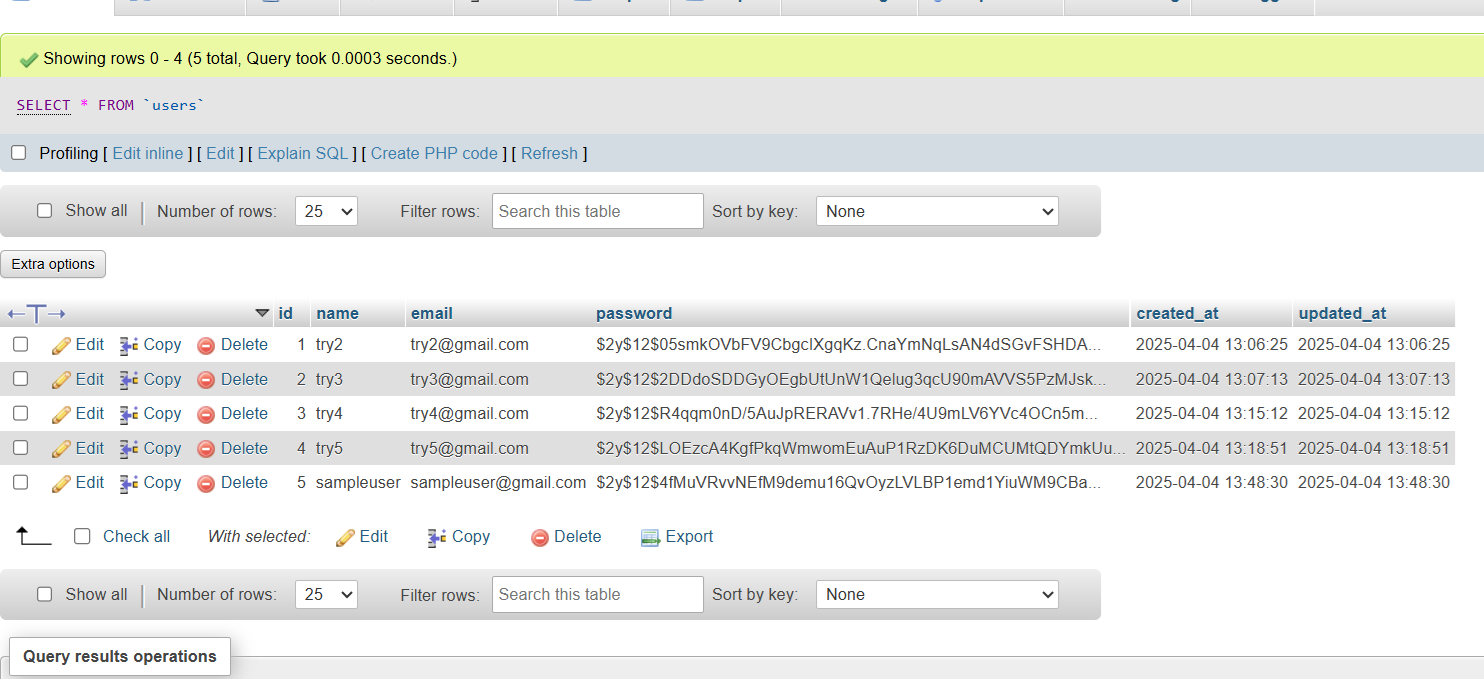 Showing rows 0 - 4 (5 total, Query took 0.0003 seconds.)
SELECT * FROM `users`
Profiling [ Edit inline ] [ Edit ] [ Explain SQL ] [ Create PHP code ] [ Refresh ]
Show all Number of rows: 25 Filter rows: Search this table Sort by key: None
Extra options
id name email password created_at updated_at
Edit Copy Delete 1 try2 try2@gmail.com $2y$12$05smkOVbFV9CbgcIXgqKz.CnaYmNqLsAN4dSGvFSHDA... 2025-04-04 13:06:25 2025-04-04 13:06:25
Edit Copy Delete 2 try3 try3@gmail.com $2y$12$2DDdoSDDGyOEgbUtUnW1Qelug3qcU90mAVVS5PzMJsk... 2025-04-04 13:07:13 2025-04-04 13:07:13
Edit Copy Delete 3 try4 try4@gmail.com $2y$12$R4qqm0nD/5AuJpRERAVv1.7RHe/4U9mLV6YVc4OCn5m... 2025-04-04 13:15:12 2025-04-04 13:15:12
Edit Copy Delete 4 try5 try5@gmail.com $2y$12$LOEzcA4KgfPkqWmwomEuAuP1RzDK6DuMCUMtQDYmkUu... 2025-04-04 13:18:51 2025-04-04 13:18:51
Edit Copy Delete 5 sampleuser sampleuser@gmail.com $2y$12$4fMuVRvvNEfM9demu16QvOyzLVLBP1emd1YiuWM9CBa... 2025-04-04 13:48:30 2025-04-04 13:48:30
Check all With selected: Edit Copy Delete Export
Show all Number of rows: 25 Filter rows: Search this table Sort by key: None
Query results operations